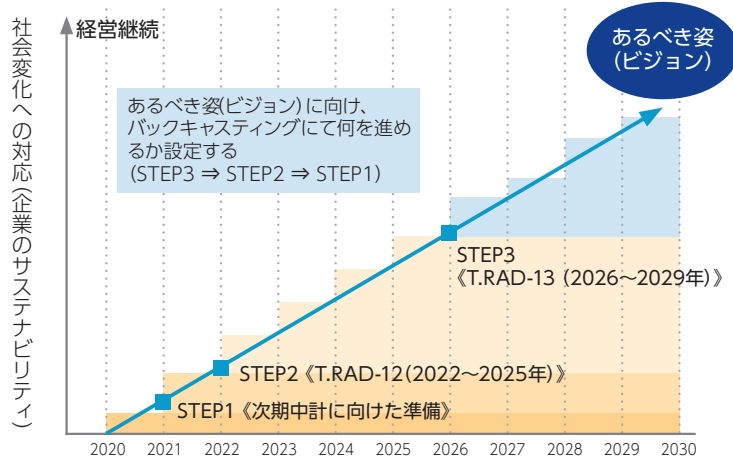 社会変化への対応(企業のサステナビリティ)
経営継続
あるべき姿
(ビジョン)
あるべき姿(ビジョン)に向け、
バックキャスティングにて何を進め
るか設定する
(STEP3 ⇒ STEP2 ⇒ STEP1)
STEP3
《T.RAD-13 (2026～2029年)》
STEP2《T.RAD-12(2022～2025年)》
STEP1《次期中計に向けた準備》
2020 2021 2022 2023 2024 2025 2026 2027 2028 2029 2030